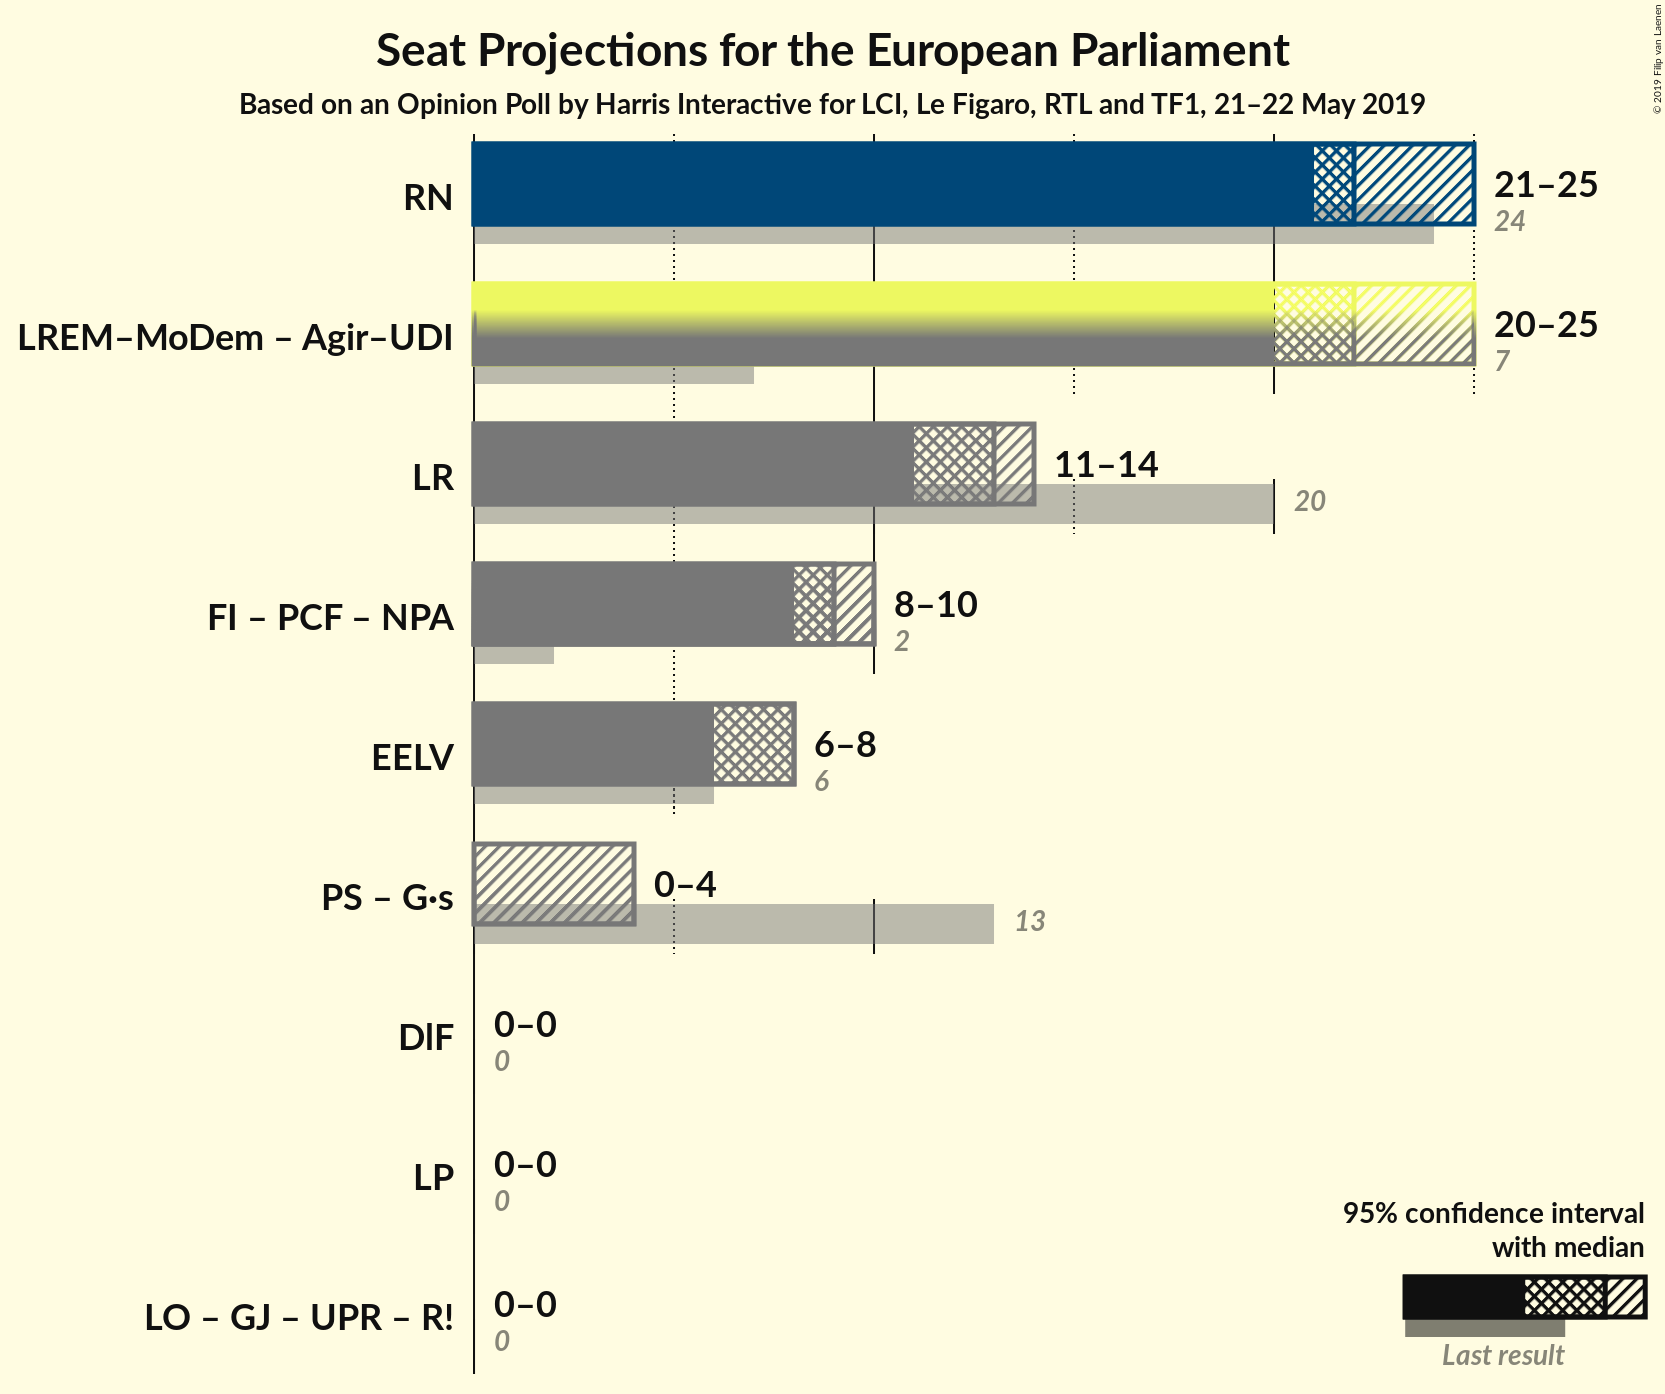 Seat Projections for the European Parliament
Based on an Opinion Poll by Harris Interactive for LCI, Le Figaro, RTL and TF1, 21–22 May 2019
© 2019 Filip van Laenen
RN
21–25
24
LREM–MoDem – Agir–UDI
20–25
7
LR
11–14
20
FI – PCF – NPA
8–10
2
EELV
6–8
6
PS – G·s
0–4
13
DlF
0–0
0
LP
0–0
0
LO – GJ – UPR – R!
0–0
0
95% confidence interval
with median
Last result